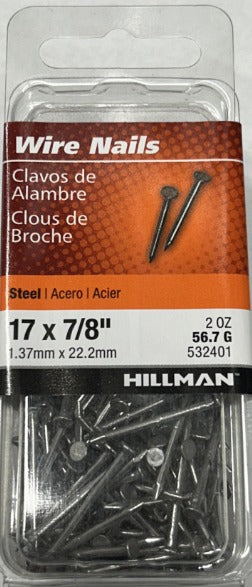 Wire Nails
Clavos de
Alambre
Clous de
Broche
Steel | Acero | Acier
17 x 7/8"
1.37mm x 22.2mm
2 OZ
56.7 G
532401
HILLMAN